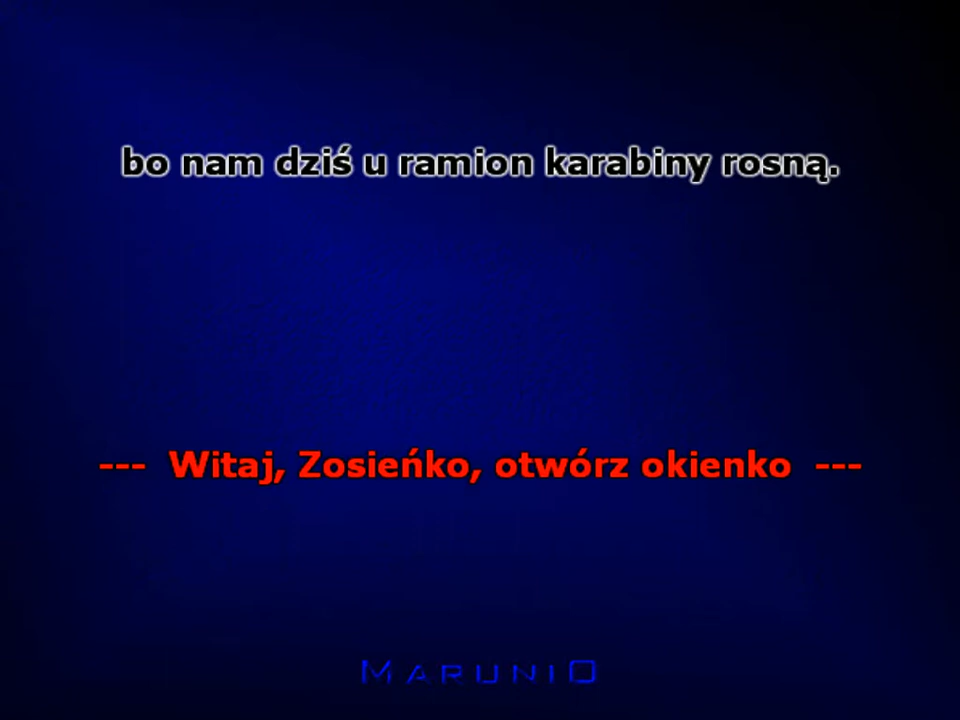 bo nam dziś u ramion karabiny rosną.
--- Witaj, Zosieńko, otwórz okienko ---
MARUNIO